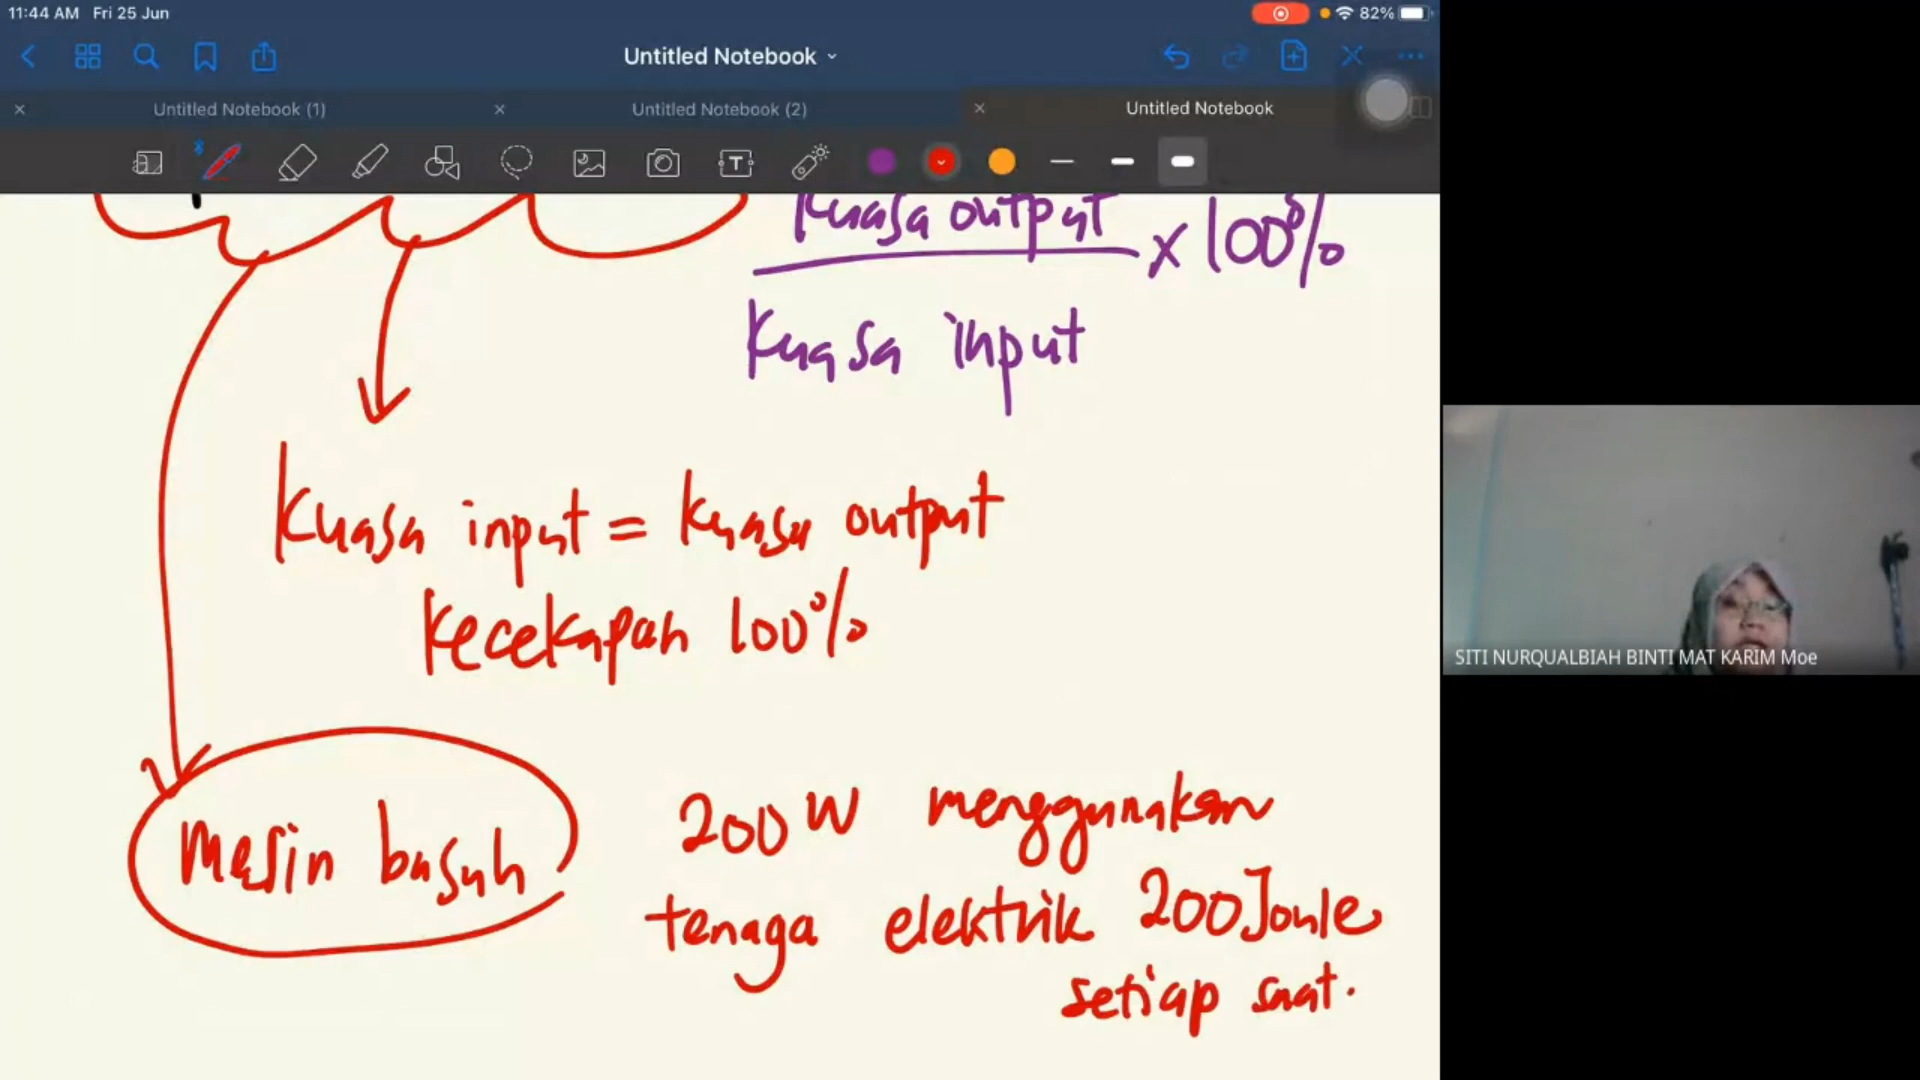 11:44 AM Fri 25 Jun
82%
Untitled Notebook
Untitled Notebook (1)
Untitled Notebook (2)
Untitled Notebook
T
Kuasa output
x 100%
Kuasa input
Kuasa input = Kuasa output
Kecekapan 100%
Mesin basuh
200 W menggunakan
tenaga elektrik 200 Joule
setiap saat.
SITI NURQUALBIAH BINTI MAT KARIM Moe